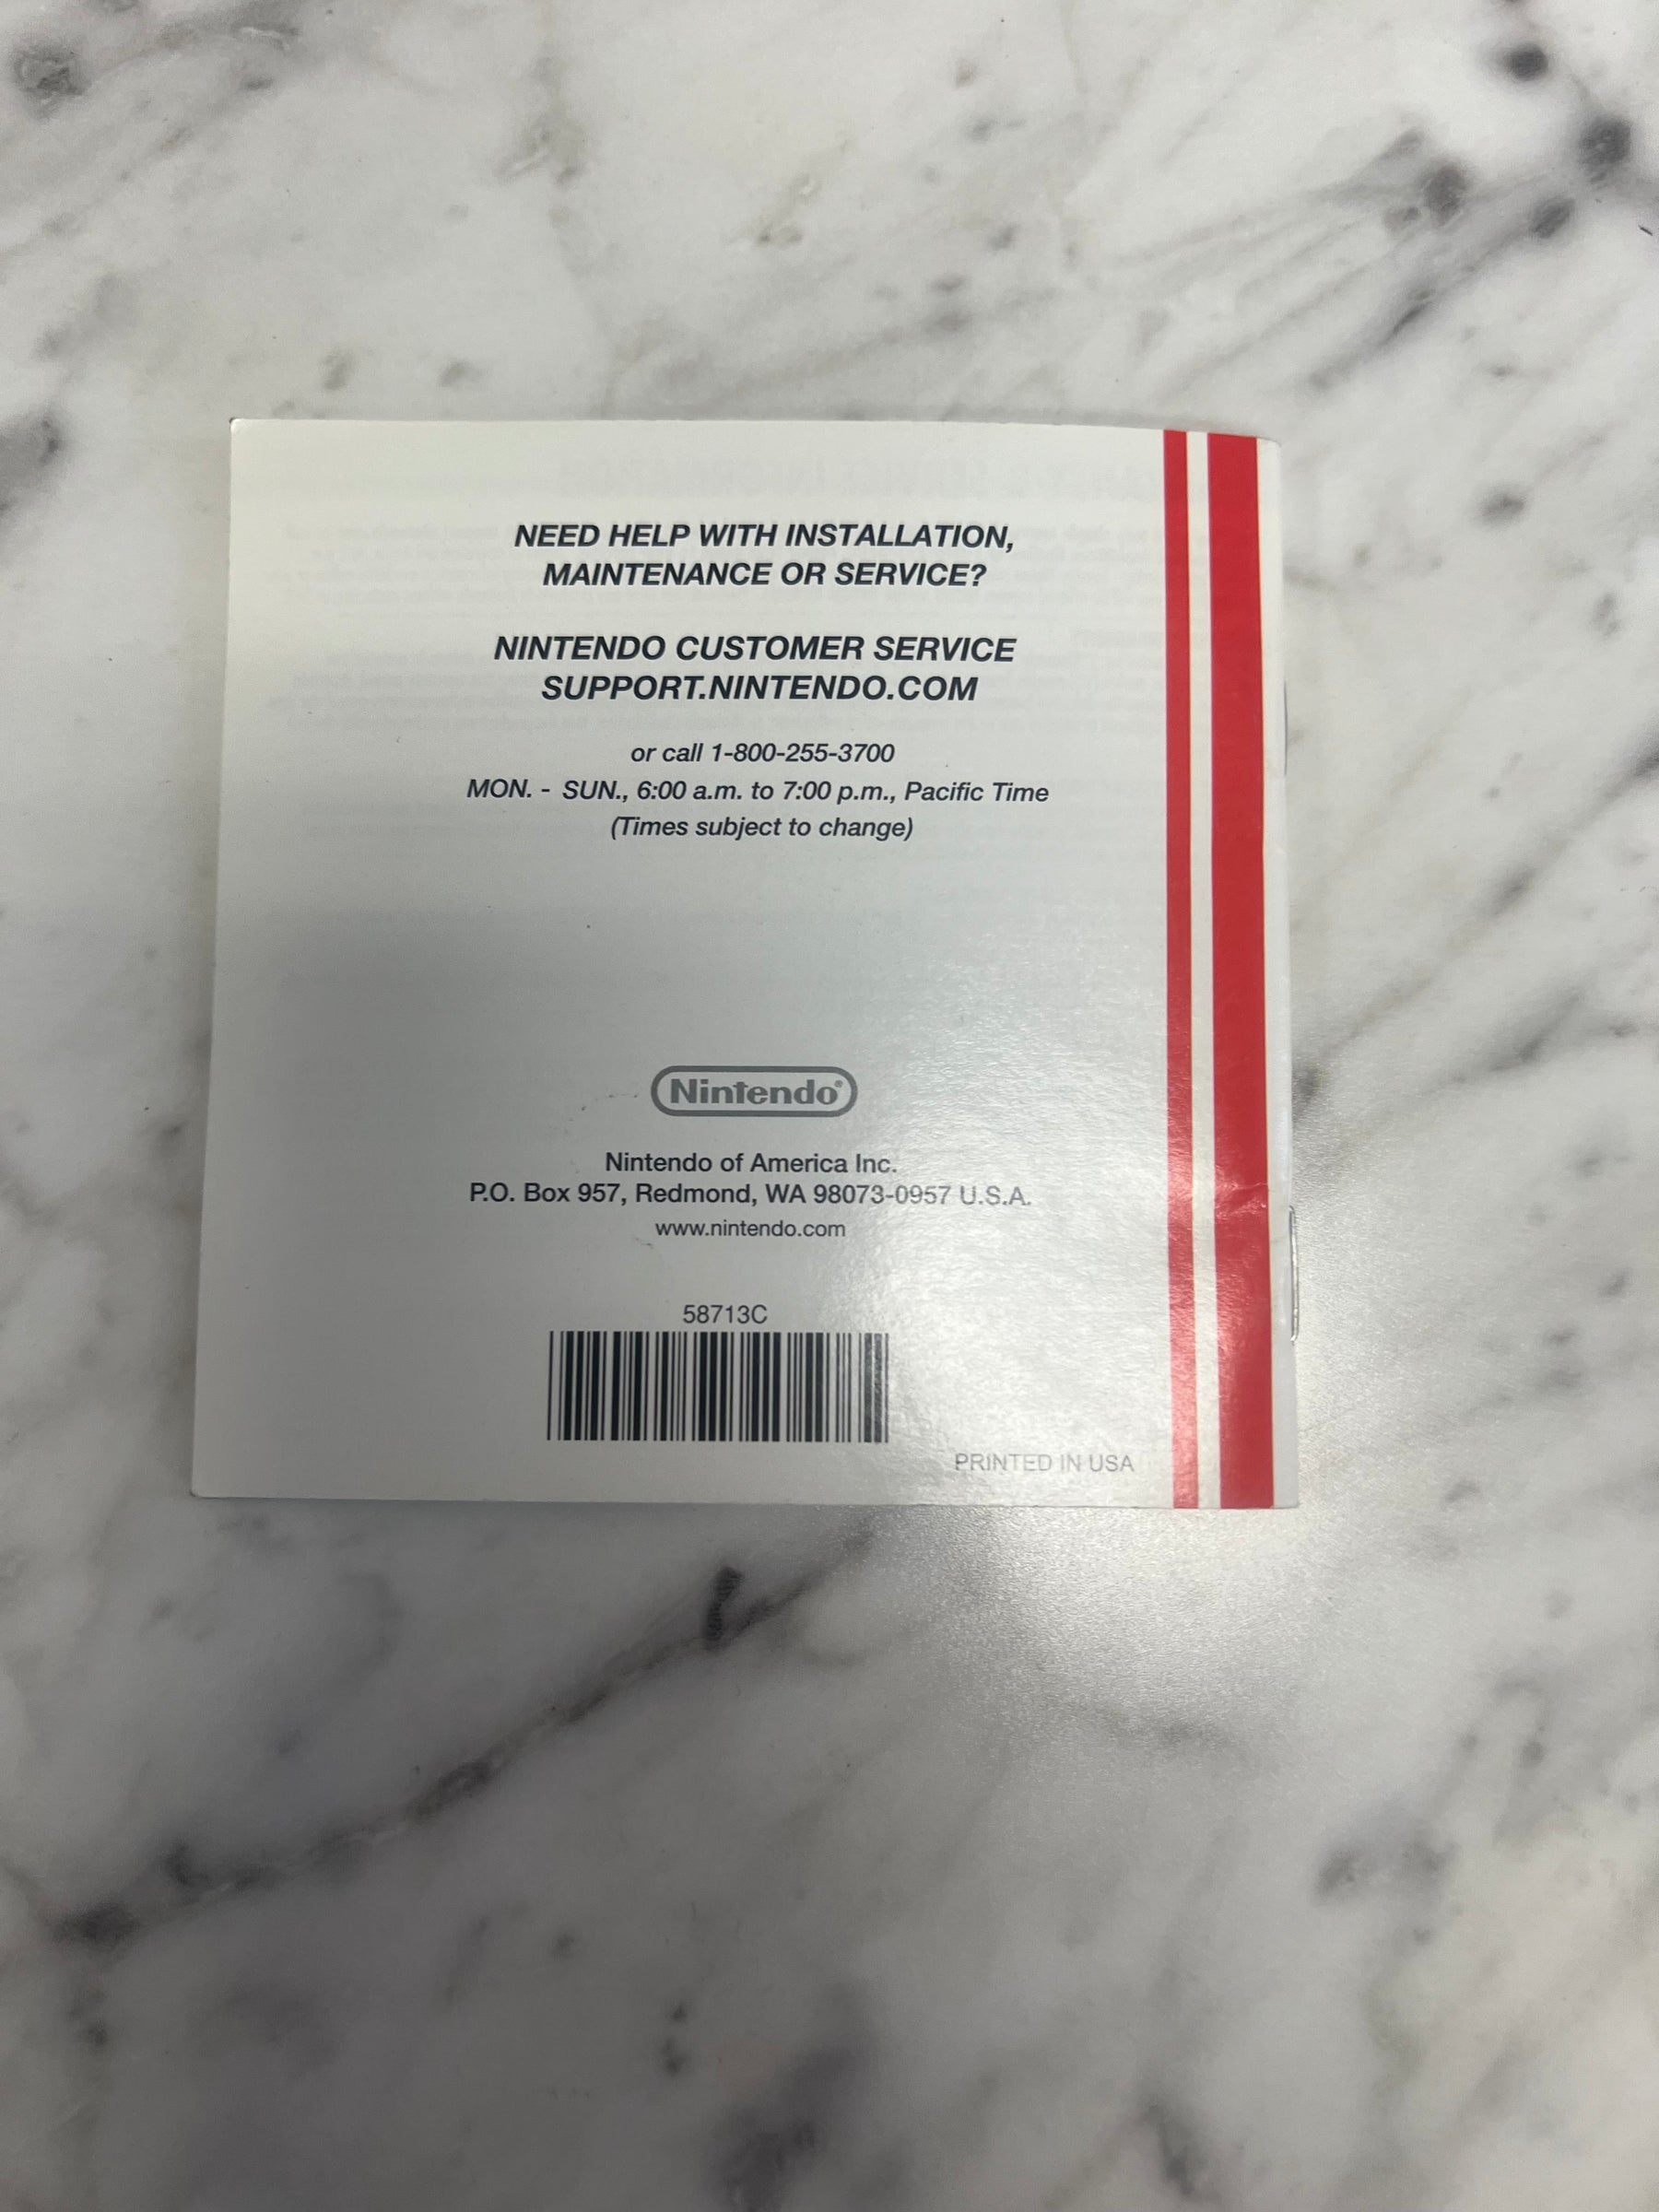 NEED HELP WITH INSTALLATION,
MAINTENANCE OR SERVICE?
NINTENDO CUSTOMER SERVICE
SUPPORT.NINTENDO.COM
or call 1-800-255-3700
MON. - SUN., 6:00 a.m. to 7:00 p.m., Pacific Time
(Times subject to change)
Nintendo®
Nintendo of America Inc.
P.O. Box 957, Redmond, WA 98073-0957 U.S.A.
www.nintendo.com
58713C
PRINTED IN USA